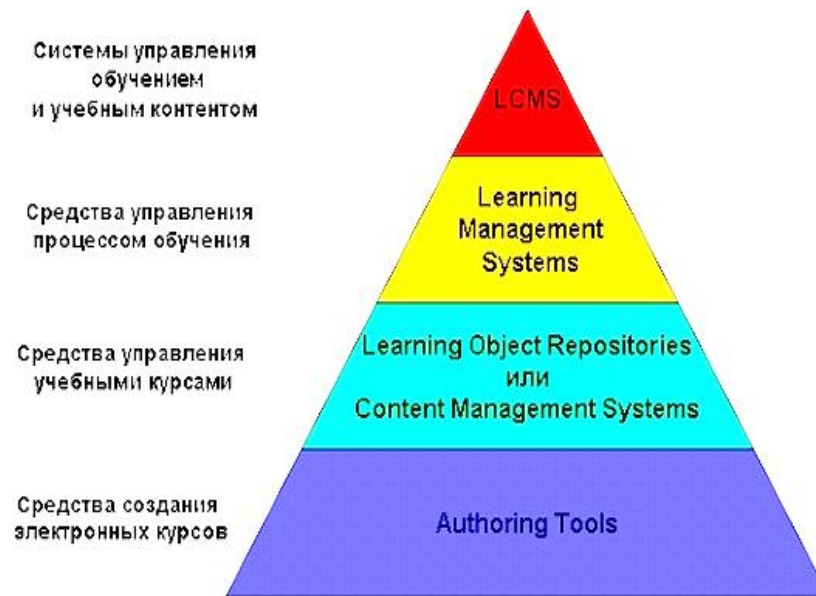 Системы управления
обучением
и учебным контентом
LCMS
Средства управления
процессом обучения
Learning
Management
Systems
Средства управления
учебными курсами
Learning Object Repositories
или
Content Management Systems
Средства создания
электронных курсов
Authoring Tools